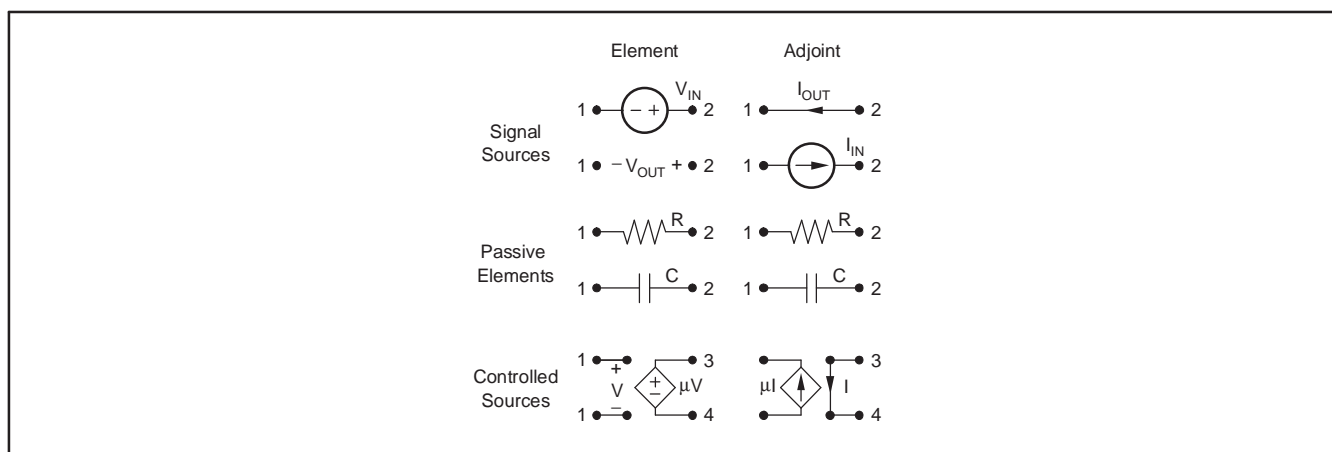 Element Adjoint
Signal Sources
1 − + V_IN 2 1 I_OUT 2
1 − V_OUT + 2 1 I_IN 2
Passive Elements
1 R 2 1 R 2
1 C 2 1 C 2
Controlled Sources
1 + 3 3
V + − μV μI I
1 − 4 4